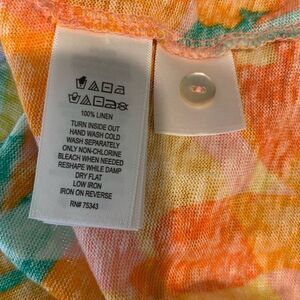 100% LINEN
TURN INSIDE OUT
HAND WASH COLD
WASH SEPARATELY
ONLY NON-CHLORINE
BLEACH WHEN NEEDED
RESHAPE WHILE DAMP
DRY FLAT
LOW IRON
IRON ON REVERSE
RN# 75343